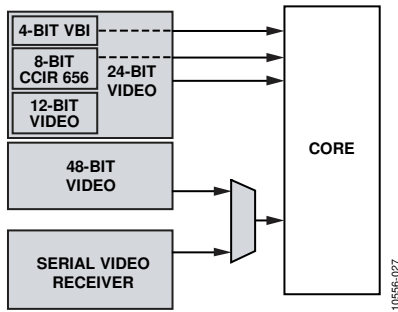 4-BIT VBI
8-BIT
CCIR 656
24-BIT
VIDEO
12-BIT
VIDEO
48-BIT
VIDEO
SERIAL VIDEO
RECEIVER
CORE
10556-027